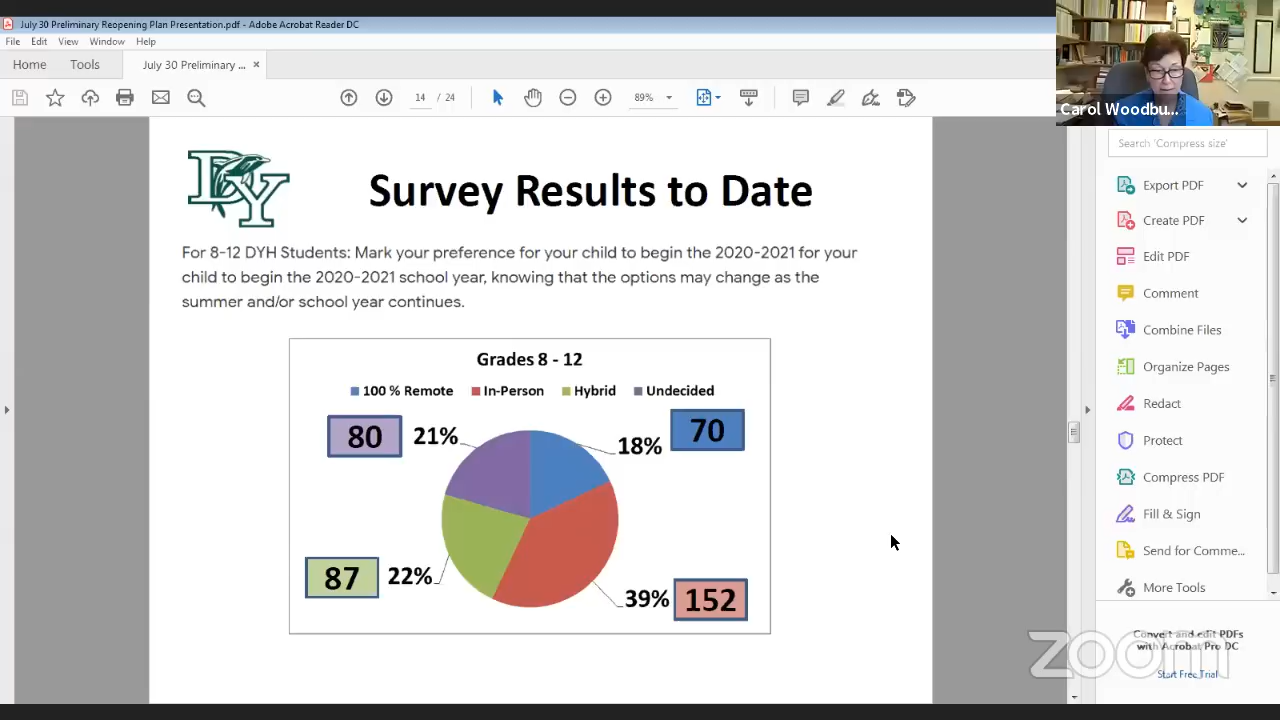 July 30 Preliminary Reopening Plan Presentation.pdf - Adobe Acrobat Reader DC
File Edit View Window Help
Home Tools July 30 Preliminary ... ×
14 / 24 89%
Carol Woodbu...
Search 'Compress size'
DY
Survey Results to Date
For 8-12 DYH Students: Mark your preference for your child to begin the 2020-2021 for your
child to begin the 2020-2021 school year, knowing that the options may change as the
summer and/or school year continues.
Grades 8 - 12
100 % Remote In-Person Hybrid Undecided
80 21% 18% 70
87 22% 39% 152
Export PDF
Create PDF
Edit PDF
Comment
Combine Files
Organize Pages
Redact
Protect
Compress PDF
Fill & Sign
Send for Comme...
More Tools
Convert and edit PDFs
with Acrobat Pro DC
Start Free Trial
zoom